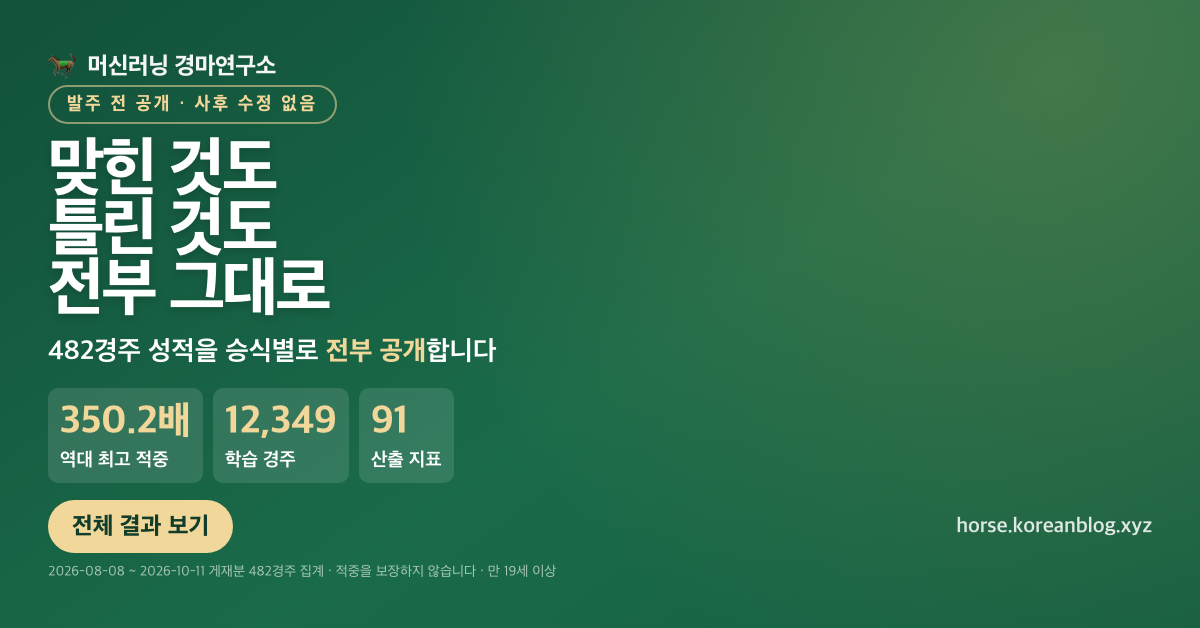 머신러닝 경마연구소
발주 전 공개 · 사후 수정 없음
맞힌 것도
틀린 것도
전부 그대로
482경주 성적을 승식별로 전부 공개합니다
350.2배
역대 최고 적중
12,349
학습 경주
91
산출 지표
전체 결과 보기
horse.koreanblog.xyz
2026-08-08 ~ 2026-10-11 게재분 482경주 집계 · 적중을 보장하지 않습니다 · 만 19세 이상